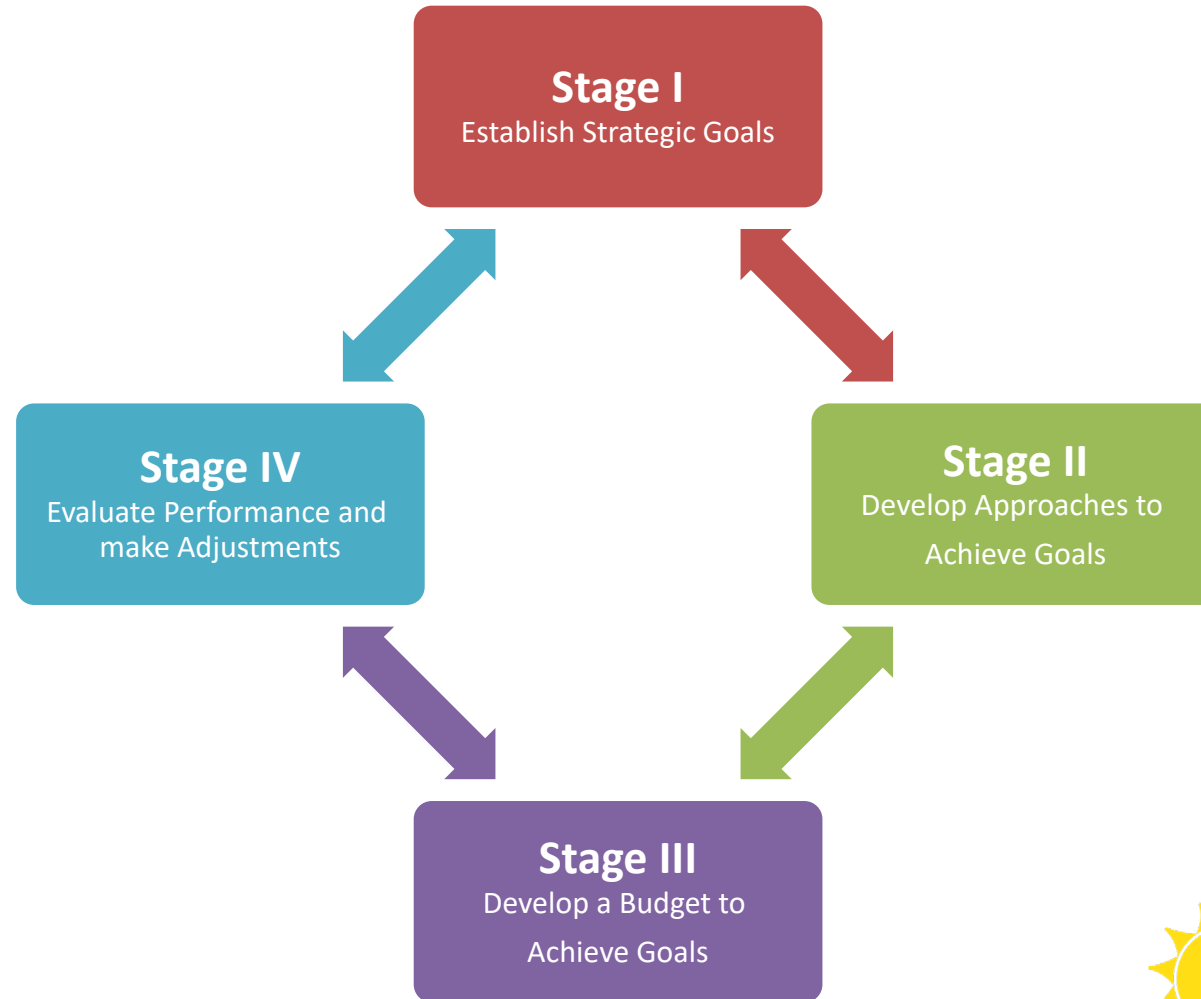 Stage I
Establish Strategic Goals
Stage II
Develop Approaches to
Achieve Goals
Stage III
Develop a Budget to
Achieve Goals
Stage IV
Evaluate Performance and
make Adjustments